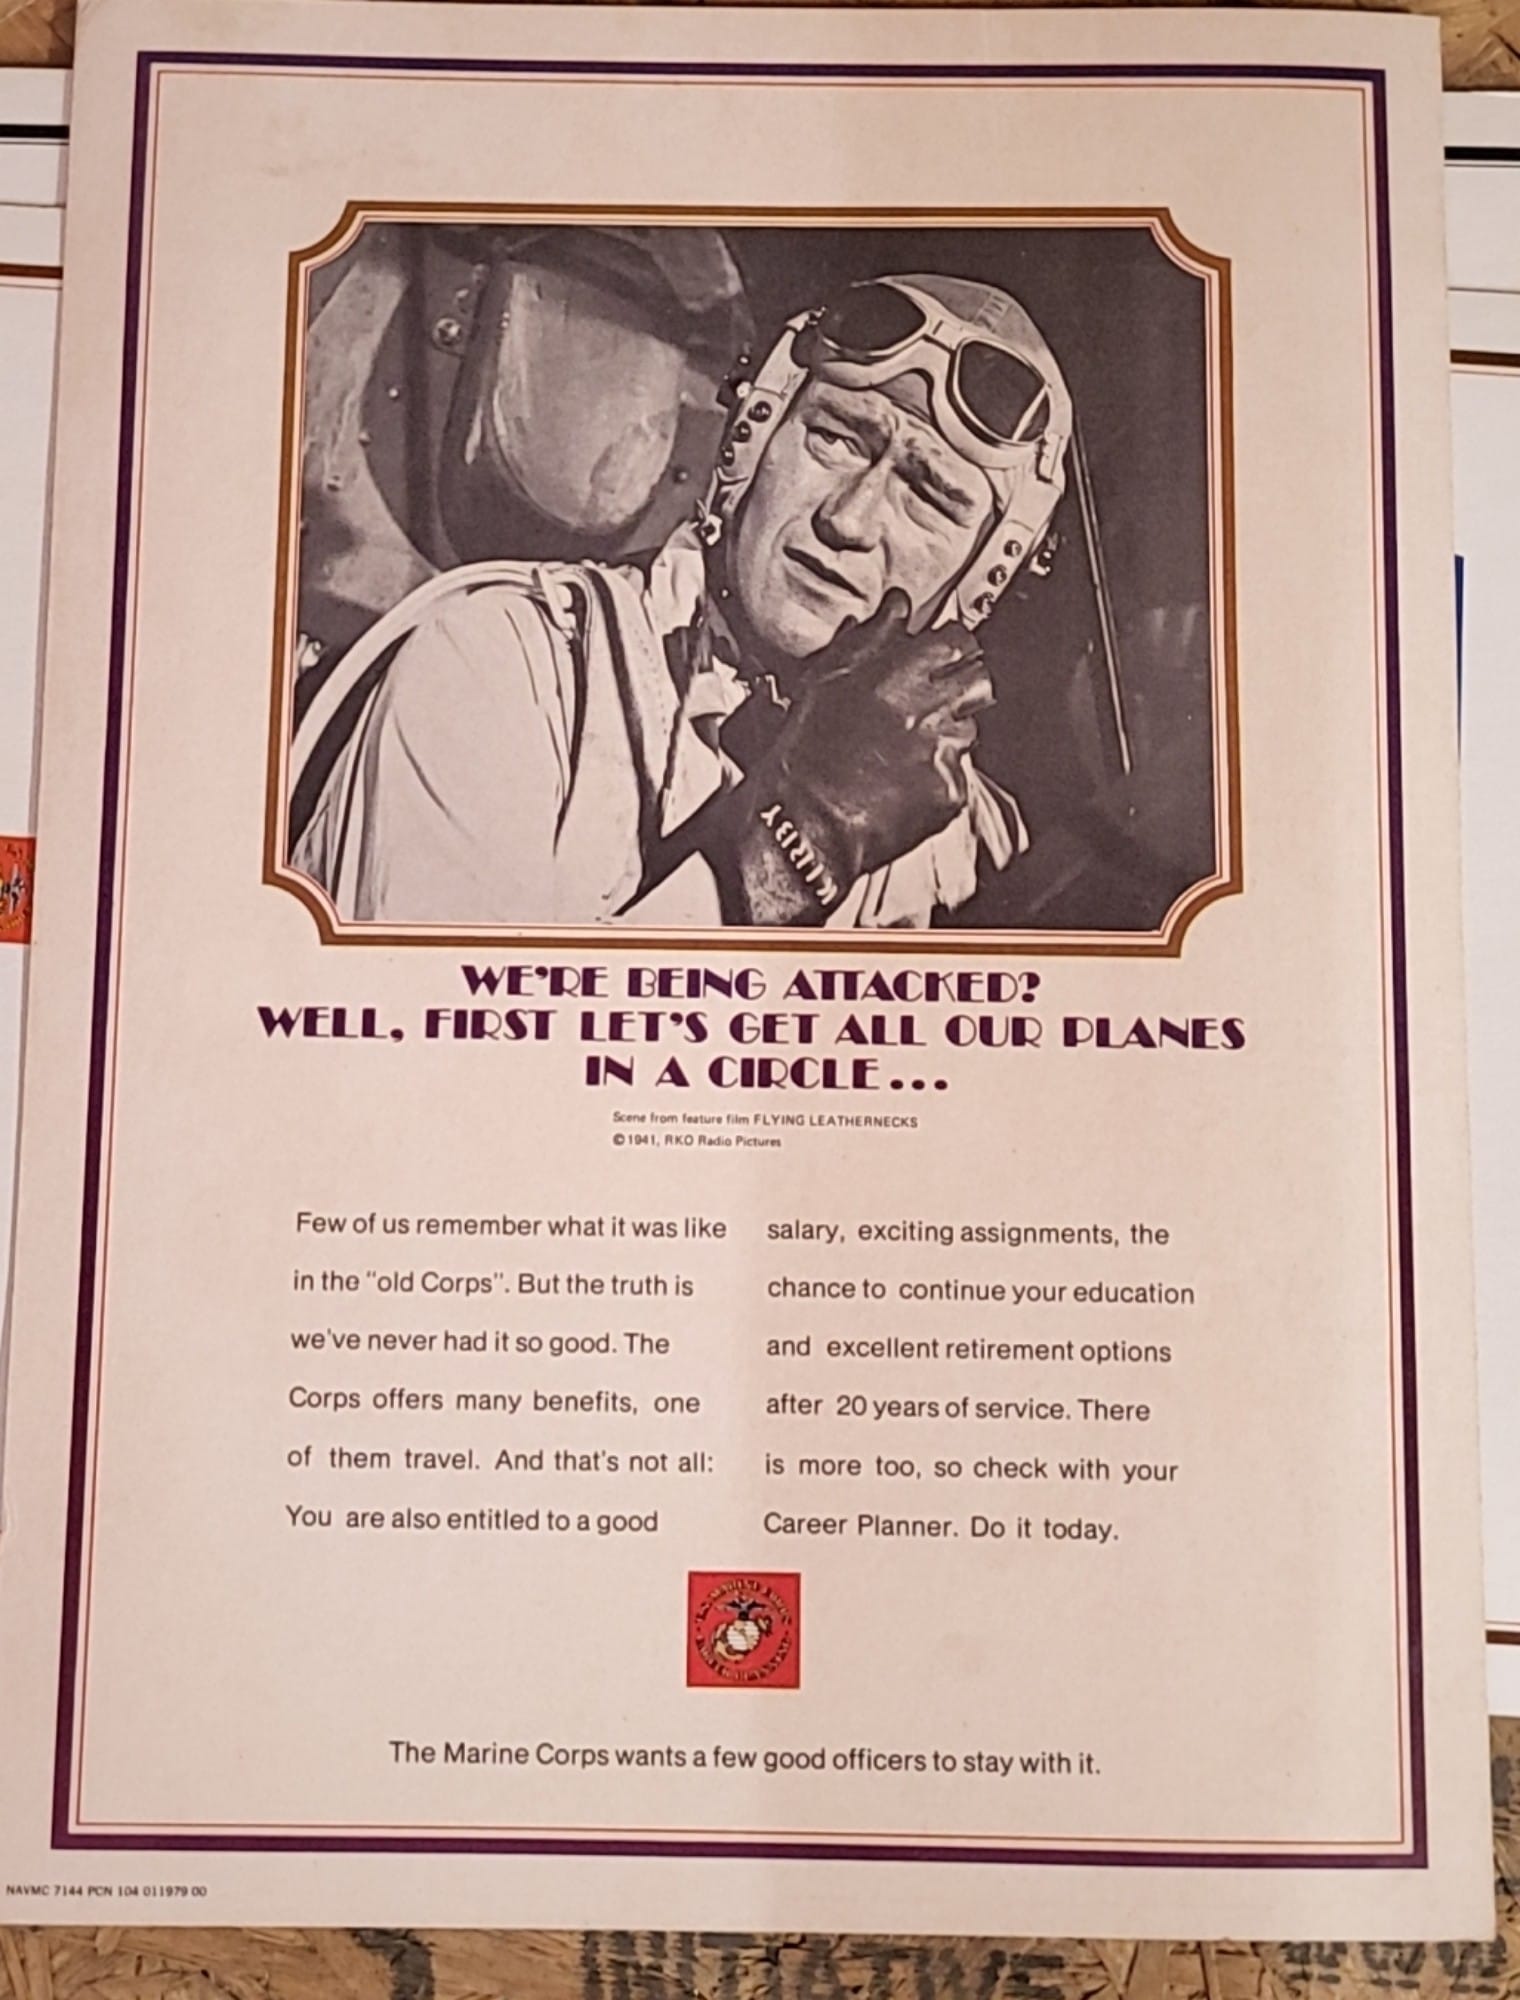 KIRBY
WE'RE BEING ATTACKED?
WELL, FIRST LET'S GET ALL OUR PLANES
IN A CIRCLE...
Scene from feature film FLYING LEATHERNECKS
©1941, RKO Radio Pictures
Few of us remember what it was like
in the "old Corps". But the truth is
we've never had it so good. The
Corps offers many benefits, one
of them travel. And that's not all:
You are also entitled to a good
salary, exciting assignments, the
chance to continue your education
and excellent retirement options
after 20 years of service. There
is more too, so check with your
Career Planner. Do it today.
The Marine Corps wants a few good officers to stay with it.
NAVMC 7144 PCN 104 011979 00
INITIATIVE